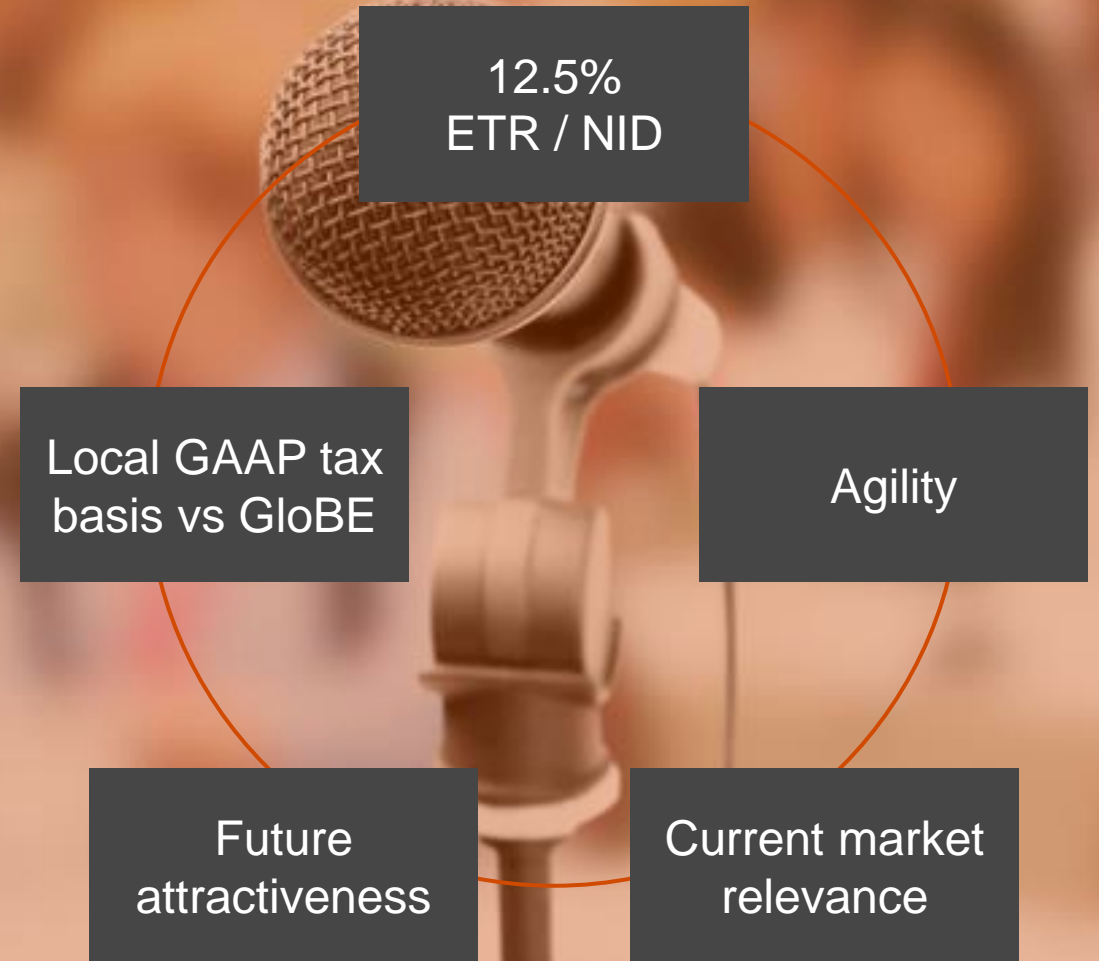 12.5%
ETR / NID
Agility
Current market
relevance
Future
attractiveness
Local GAAP tax
basis vs GloBE